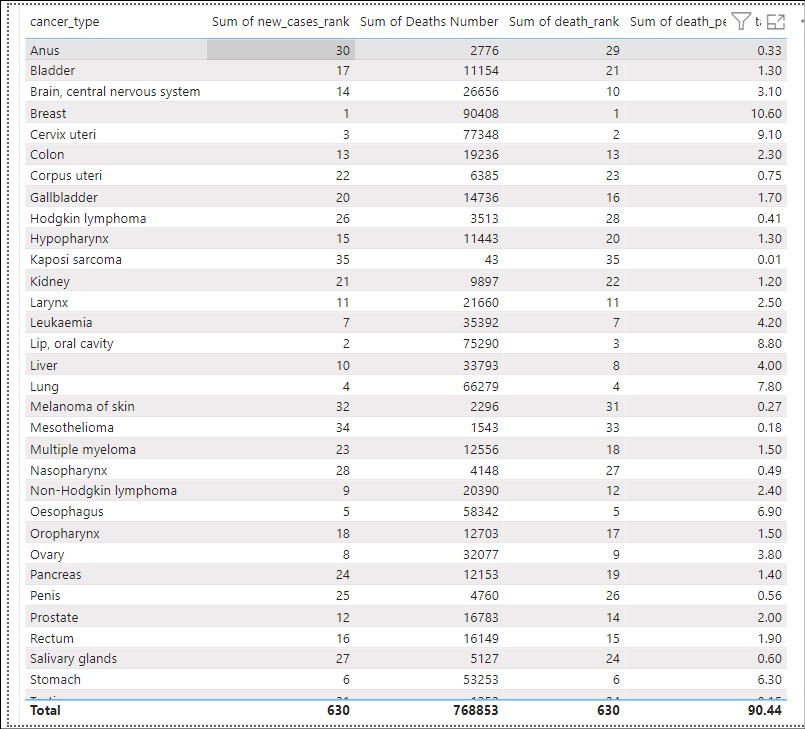 cancer_type Sum of new_cases_rank Sum of Deaths Number Sum of death_rank Sum of death_pe t
Anus 30 2776 29 0.33
Bladder 17 11154 21 1.30
Brain, central nervous system 14 26656 10 3.10
Breast 1 90408 1 10.60
Cervix uteri 3 77348 2 9.10
Colon 13 19236 13 2.30
Corpus uteri 22 6385 23 0.75
Gallbladder 20 14736 16 1.70
Hodgkin lymphoma 26 3513 28 0.41
Hypopharynx 15 11443 20 1.30
Kaposi sarcoma 35 43 35 0.01
Kidney 21 9897 22 1.20
Larynx 11 21660 11 2.50
Leukaemia 7 35392 7 4.20
Lip, oral cavity 2 75290 3 8.80
Liver 10 33793 8 4.00
Lung 4 66279 4 7.80
Melanoma of skin 32 2296 31 0.27
Mesothelioma 34 1543 33 0.18
Multiple myeloma 23 12556 18 1.50
Nasopharynx 28 4148 27 0.49
Non-Hodgkin lymphoma 9 20390 12 2.40
Oesophagus 5 58342 5 6.90
Oropharynx 18 12703 17 1.50
Ovary 8 32077 9 3.80
Pancreas 24 12153 19 1.40
Penis 25 4760 26 0.56
Prostate 12 16783 14 2.00
Rectum 16 16149 15 1.90
Salivary glands 27 5127 24 0.60
Stomach 6 53253 6 6.30
Total 630 768853 630 90.44